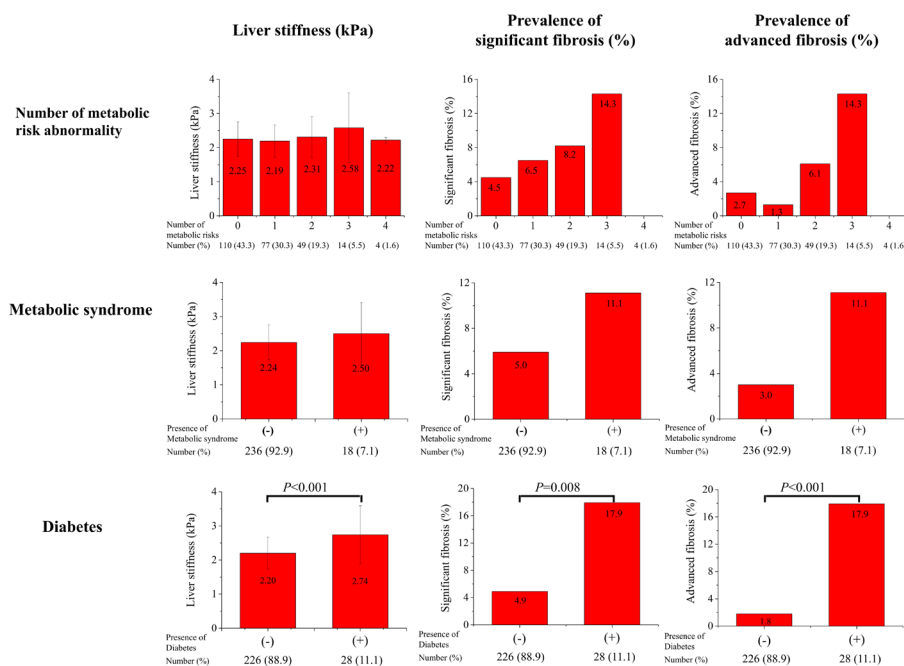 Liver stiffness (kPa)
Prevalence of
significant fibrosis (%)
Prevalence of
advanced fibrosis (%)
Number of metabolic
risk abnormality
Liver stiffness (kPa)
4
3
2
1
0
2.25
2.19
2.31
2.58
2.22
Number of
metabolic risks
0
1
2
3
4
Number (%)
110 (43.3)
77 (30.3)
49 (19.3)
14 (5.5)
4 (1.6)
Significant fibrosis (%)
16
12
8
4
0
4.5
6.5
8.2
14.3
Number of
metabolic risks
0
1
2
3
4
Number (%)
110 (43.3)
77 (30.3)
49 (19.3)
14 (5.5)
4 (1.6)
Advanced fibrosis (%)
16
12
8
4
0
2.7
1.3
6.1
14.3
Number of
metabolic risks
0
1
2
3
4
Number (%)
110 (43.3)
77 (30.3)
49 (19.3)
14 (5.5)
4 (1.6)
Metabolic syndrome
Liver stiffness (kPa)
4
3
2
1
0
2.24
2.50
Presence of
Metabolic syndrome
(-)
(+)
Number (%)
236 (92.9)
18 (7.1)
Significant fibrosis (%)
12
8
4
0
5.0
11.1
Presence of
Metabolic syndrome
(-)
(+)
Number (%)
236 (92.9)
18 (7.1)
Advanced fibrosis (%)
12
9
6
3
0
3.0
11.1
Presence of
Metabolic syndrome
(-)
(+)
Number (%)
236 (92.9)
18 (7.1)
Diabetes
Liver stiffness (kPa)
4
3
2
1
0
P<0.001
2.20
2.74
Presence of
Diabetes
(-)
(+)
Number (%)
226 (88.9)
28 (11.1)
Significant fibrosis (%)
20
16
12
8
4
0
P=0.008
4.9
17.9
Presence of
Diabetes
(-)
(+)
Number (%)
226 (88.9)
28 (11.1)
Advanced fibrosis (%)
20
16
12
8
4
0
P<0.001
1.8
17.9
Presence of
Diabetes
(-)
(+)
Number (%)
226 (88.9)
28 (11.1)